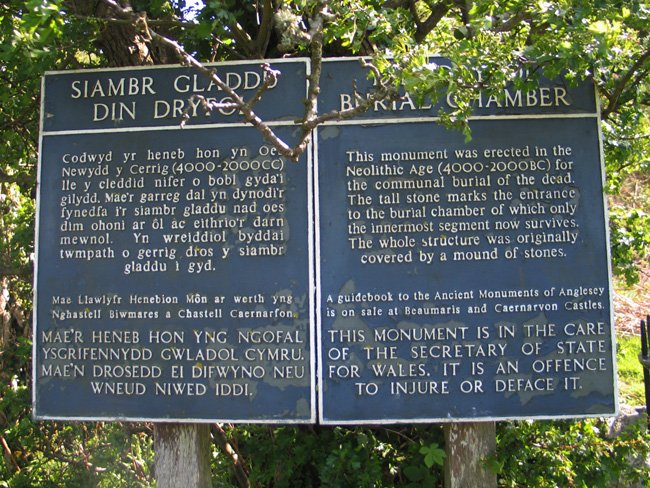 SIAMBR GLADDU
DIN DRYFOL
Codwyd yr heneb hon yn Oes
Newydd y Cerrig (4000-2000CC)
lle y cleddid nifer o bobl gyda'i
gilydd. Mae'r garreg dal yn dynodi'r
fynedfa i'r siambr gladdu nad oes
dim ohoni ar ôl ac eithrio'r darn
mewnol. Yn wreiddiol byddai
twmpath o gerrig dros y siambr
gladdu i gyd.
Mae Llawlyfr Henebion Môn ar werth yng
Nghastell Biwmares a Chastell Caernarfon.
MAE'R HENEB HON YNG NGOFAL
YSGRIFENNYDD GWLADOL CYMRU.
MAE'N DROSEDD EI DIFWYNO NEU
WNEUD NIWED IDDI.
BURIAL CHAMBER
This monument was erected in the
Neolithic Age (4000-2000BC) for
the communal burial of the dead.
The tall stone marks the entrance
to the burial chamber of which only
the innermost segment now survives.
The whole structure was originally
covered by a mound of stones.
A guidebook to the Ancient Monuments of Anglesey
is on sale at Beaumaris and Caernarvon Castles.
THIS MONUMENT IS IN THE CARE
OF THE SECRETARY OF STATE
FOR WALES. IT IS AN OFFENCE
TO INJURE OR DEFACE IT.